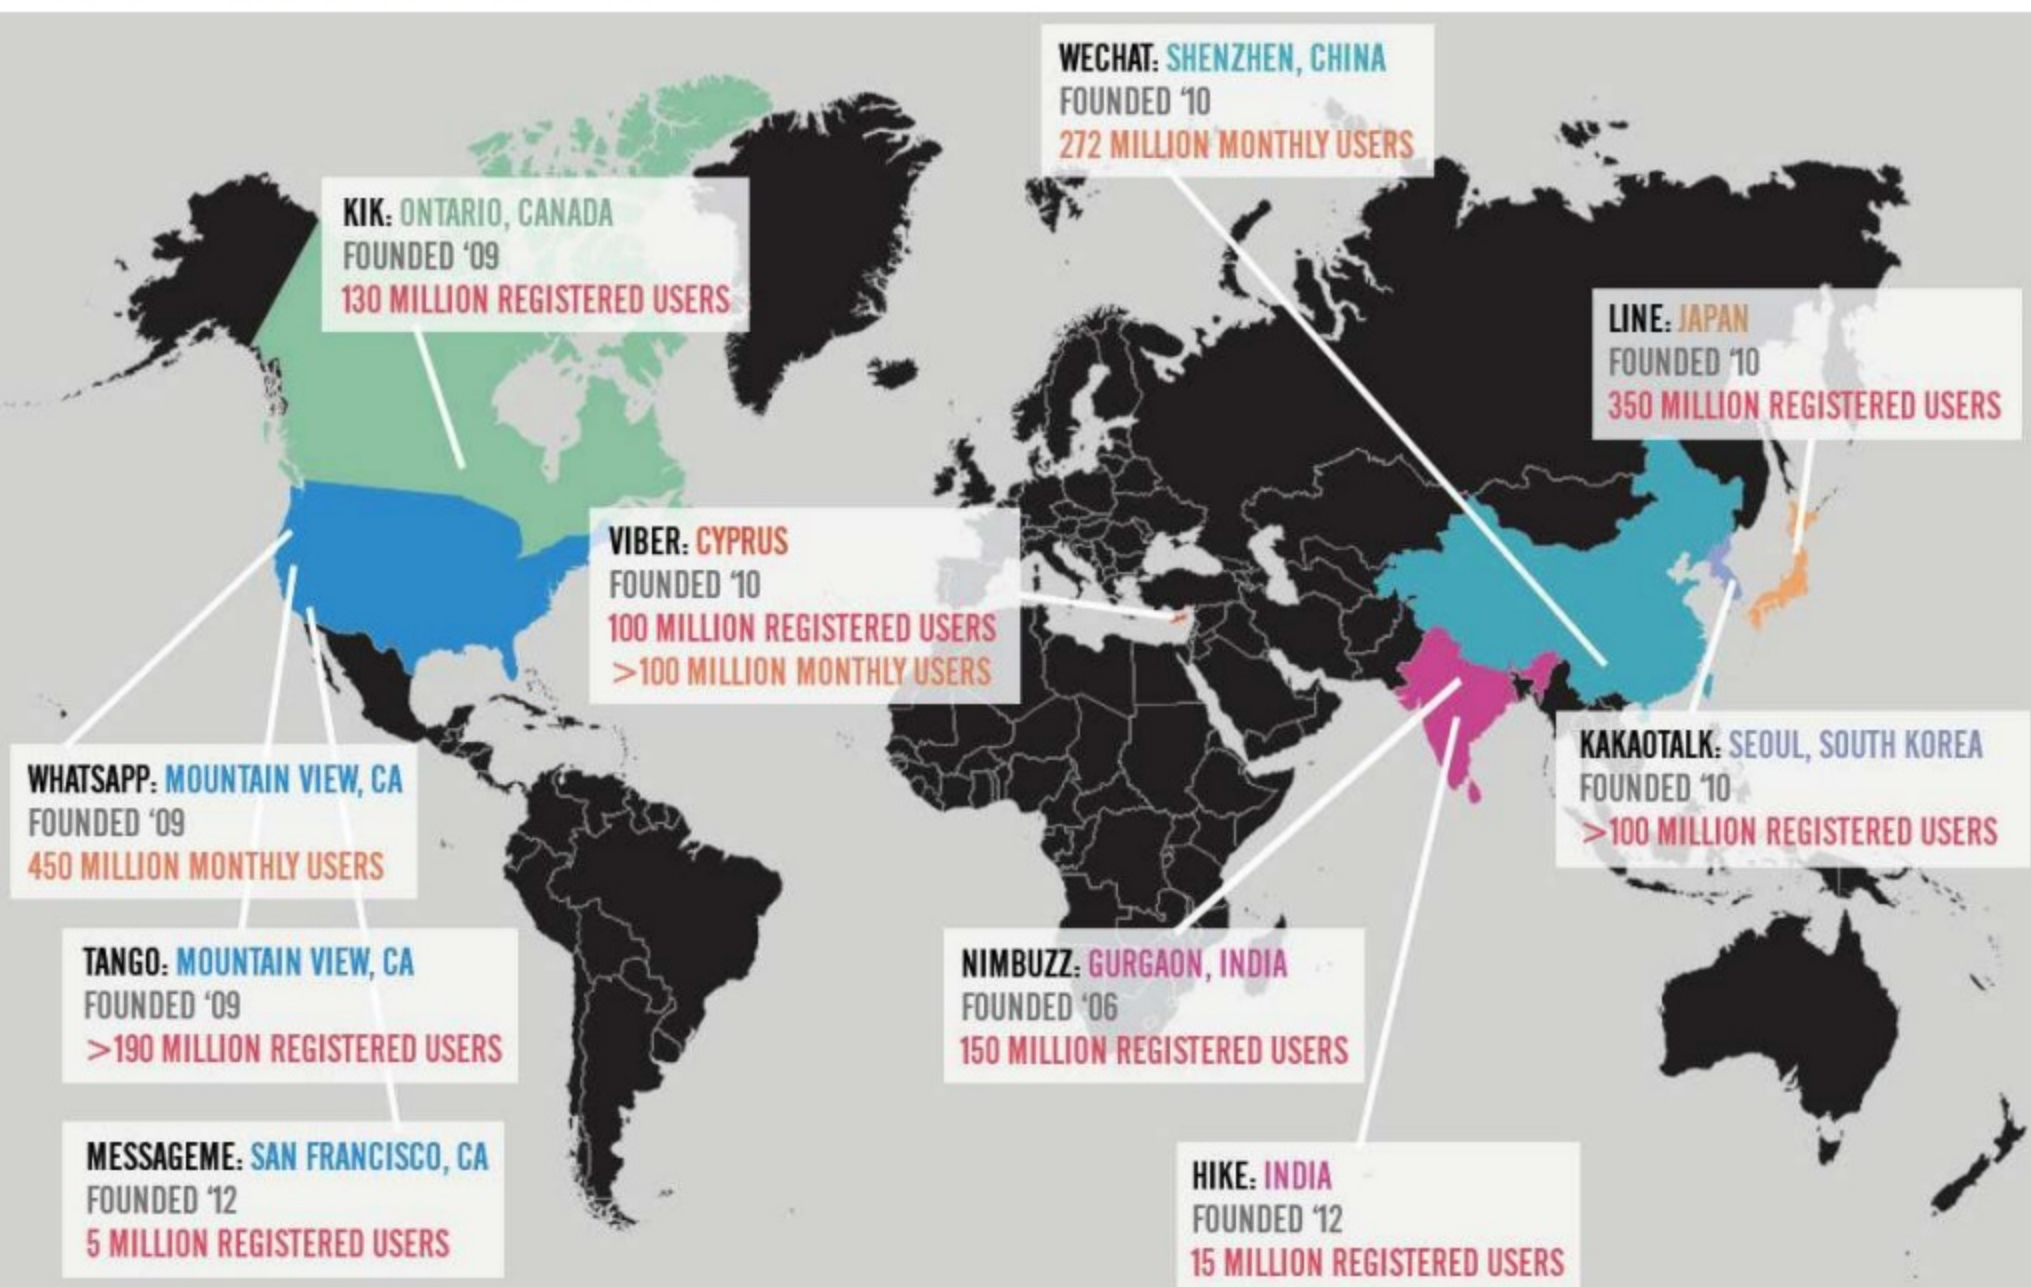 WECHAT: SHENZHEN, CHINA
FOUNDED ‘10
272 MILLION MONTHLY USERS
KIK: ONTARIO, CANADA
FOUNDED ‘09
130 MILLION REGISTERED USERS
LINE: JAPAN
FOUNDED ‘10
350 MILLION REGISTERED USERS
VIBER: CYPRUS
FOUNDED ‘10
100 MILLION REGISTERED USERS
>100 MILLION MONTHLY USERS
WHATSAPP: MOUNTAIN VIEW, CA
FOUNDED ‘09
450 MILLION MONTHLY USERS
KAKAOTALK: SEOUL, SOUTH KOREA
FOUNDED ‘10
>100 MILLION REGISTERED USERS
TANGO: MOUNTAIN VIEW, CA
FOUNDED ‘09
>190 MILLION REGISTERED USERS
NIMBUZZ: GURGAON, INDIA
FOUNDED ‘06
150 MILLION REGISTERED USERS
MESSAGEME: SAN FRANCISCO, CA
FOUNDED ‘12
5 MILLION REGISTERED USERS
HIKE: INDIA
FOUNDED ‘12
15 MILLION REGISTERED USERS